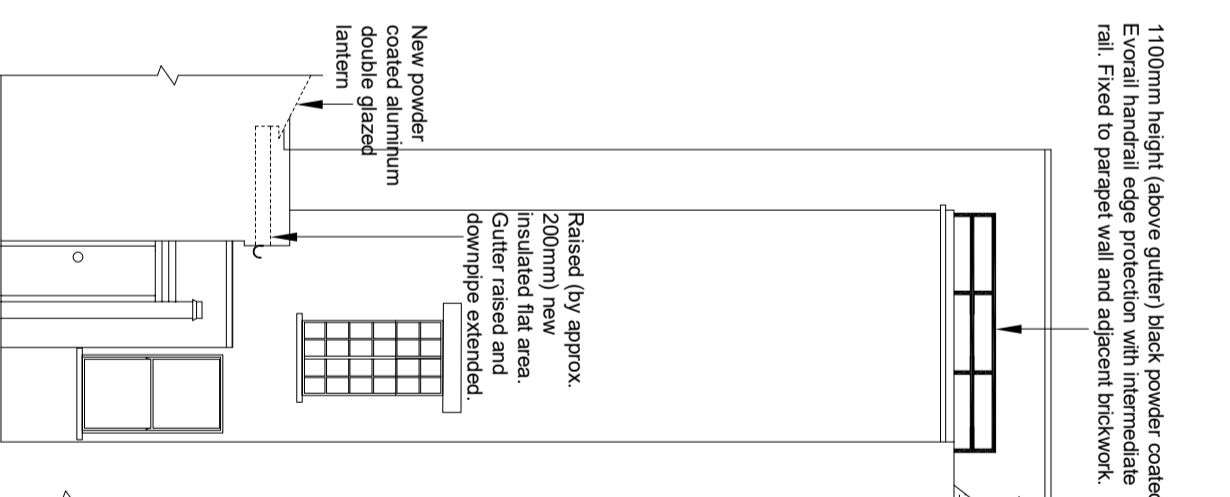 1100mm height (above gutter) black powder coated
Evorail handrail edge protection with intermediate
rail. Fixed to parapet wall and adjacent brickwork.
New powder
coated aluminum
double glazed
lantern
Raised (by approx.
200mm) new
insulated flat area.
Gutter raised and
downpipe extended.